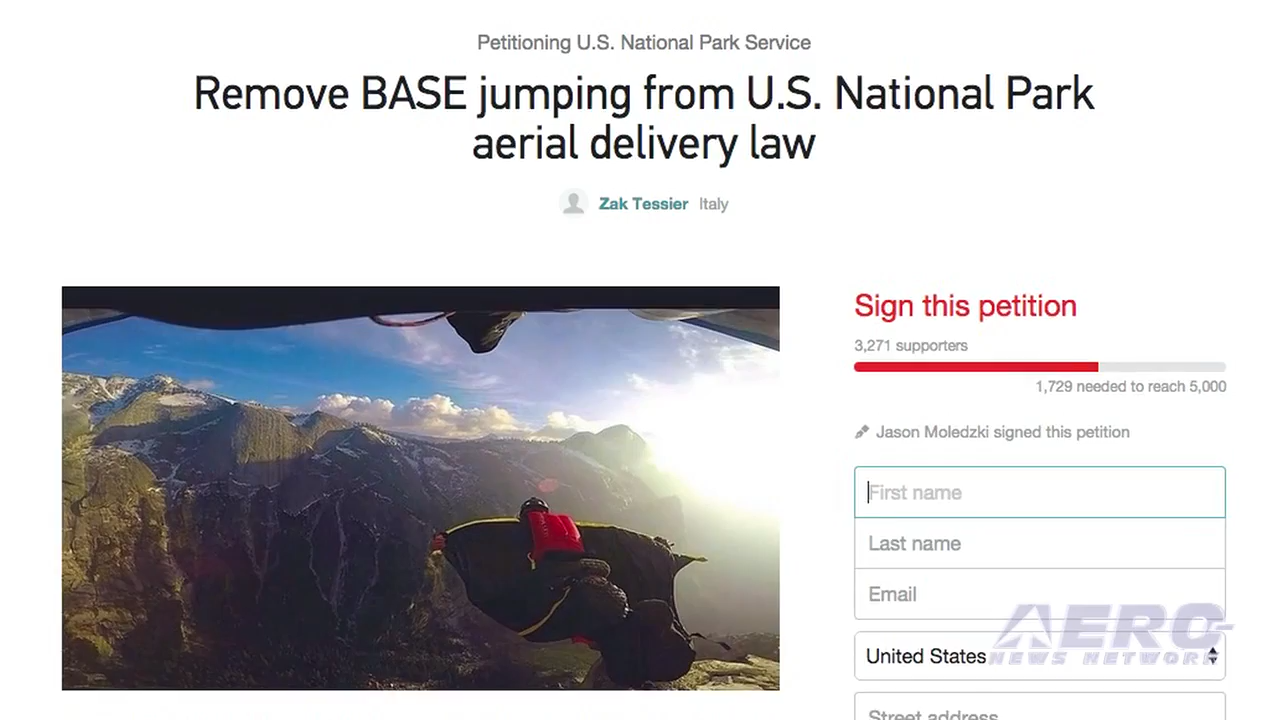 Petitioning U.S. National Park Service
Remove BASE jumping from U.S. National Park
aerial delivery law
Zak Tessier Italy
Sign this petition
3,271 supporters
1,729 needed to reach 5,000
Jason Moledzki signed this petition
First name
Last name
Email
United States
AERO-
NEWS NETWORK
Street address